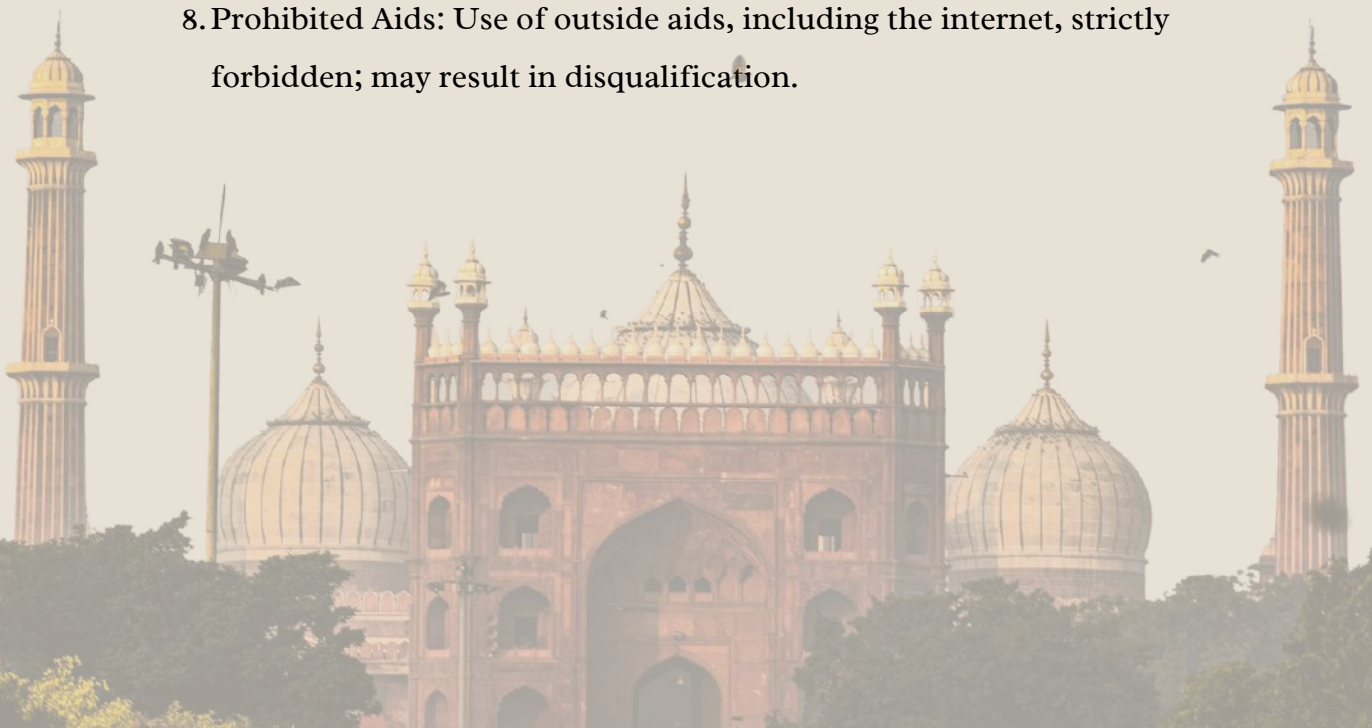 8. Prohibited Aids: Use of outside aids, including the internet, strictly
forbidden; may result in disqualification.